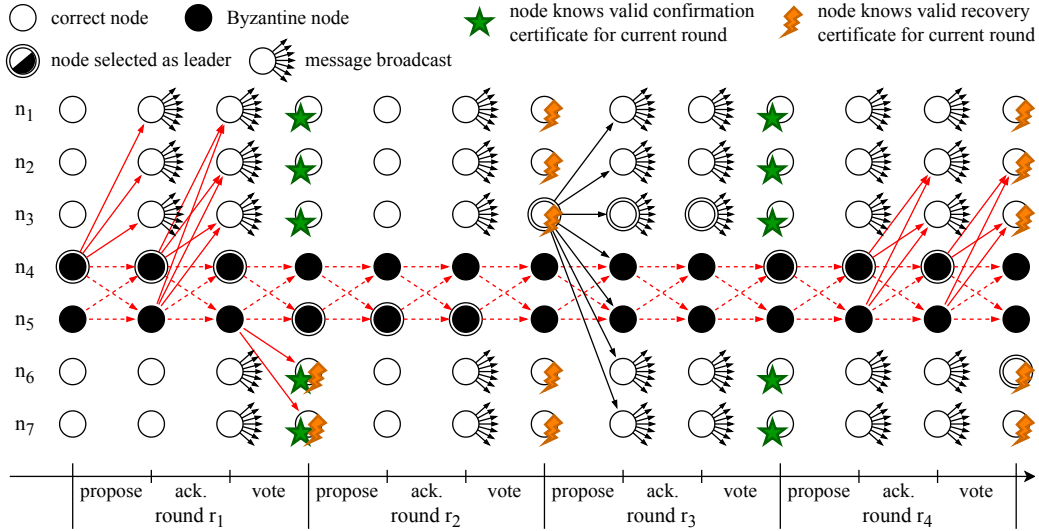 correct node
Byzantine node
node knows valid confirmation
certificate for current round
node knows valid recovery
certificate for current round
node selected as leader
message broadcast
n1
n2
n3
n4
n5
n6
n7
propose ack. vote propose ack. vote propose ack. vote propose ack. vote
round r1 round r2 round r3 round r4